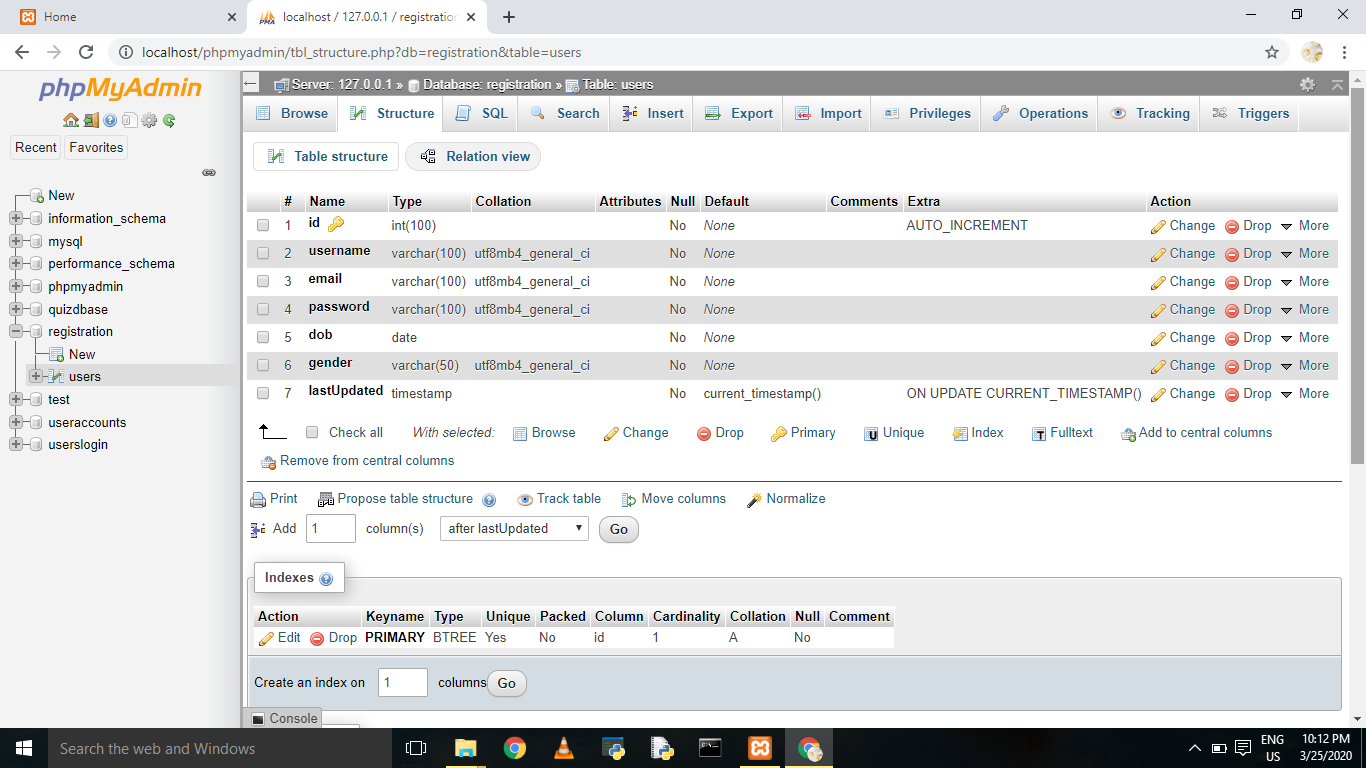 Home
localhost / 127.0.0.1 / registration
localhost/phpmyadmin/tbl_structure.php?db=registration&table=users
phpMyAdmin
Server: 127.0.0.1 » Database: registration » Table: users
Browse Structure SQL Search Insert Export Import Privileges Operations Tracking Triggers
Recent Favorites
Table structure Relation view
New
information_schema
mysql
performance_schema
phpmyadmin
quizdbase
registration
New
users
test
useraccounts
userslogin
# Name Type Collation Attributes Null Default Comments Extra Action
1 id int(100) No None AUTO_INCREMENT Change Drop More
2 username varchar(100) utf8mb4_general_ci No None Change Drop More
3 email varchar(100) utf8mb4_general_ci No None Change Drop More
4 password varchar(100) utf8mb4_general_ci No None Change Drop More
5 dob date No None Change Drop More
6 gender varchar(50) utf8mb4_general_ci No None Change Drop More
7 lastUpdated timestamp No current_timestamp() ON UPDATE CURRENT_TIMESTAMP() Change Drop More
Check all With selected: Browse Change Drop Primary Unique Index Fulltext Add to central columns
Remove from central columns
Print Propose table structure Track table Move columns Normalize
Add 1 column(s) after lastUpdated Go
Indexes
Action Keyname Type Unique Packed Column Cardinality Collation Null Comment
Edit Drop PRIMARY BTREE Yes No id 1 A No
Create an index on 1 columns Go
Console
Search the web and Windows
ENG
US
10:12 PM
3/25/2020